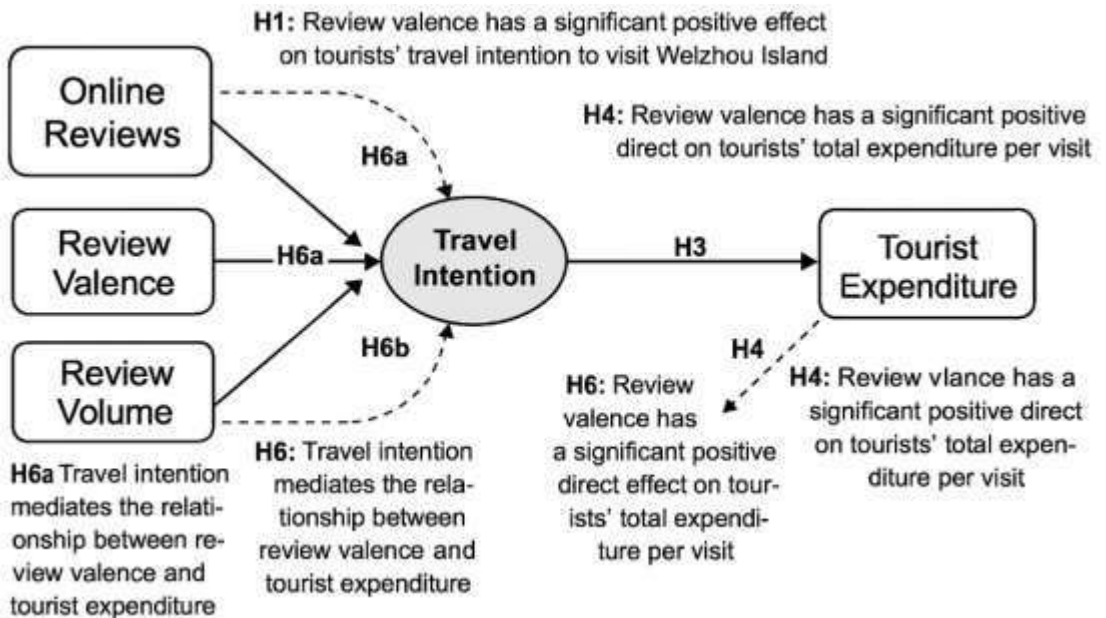 H1: Review valence has a significant positive effect
on tourists' travel intention to visit Welzhou Island
Online
Reviews
H4: Review valence has a significant positive
direct on tourists' total expenditure per visit
H6a
Review
Valence
H6a
Travel
Intention
H3
Tourist
Expenditure
Review
Volume
H6b
H4
H6a Travel intention
mediates the relati-
onship between re-
view valence and
tourist expenditure
H6: Travel intention
mediates the rela-
tionship between
review valence and
tourist expenditure
H6: Review
valence has
a significant positive
direct effect on tour-
ists' total expendi-
ture per visit
H4: Review vlance has a
significant positive direct
on tourists' total expen-
diture per visit